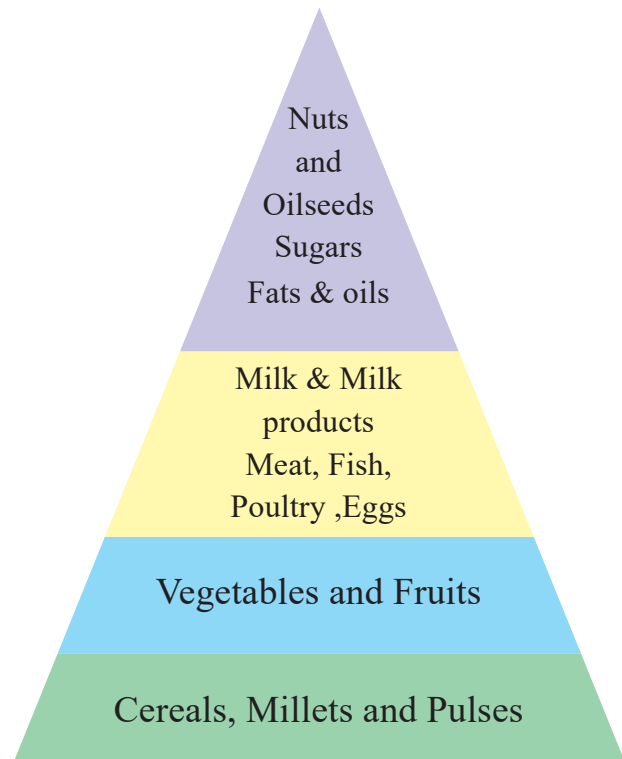 Nuts
and
Oilseeds
Sugars
Fats & oils
Milk & Milk
products
Meat, Fish,
Poultry ,Eggs
Vegetables and Fruits
Cereals, Millets and Pulses